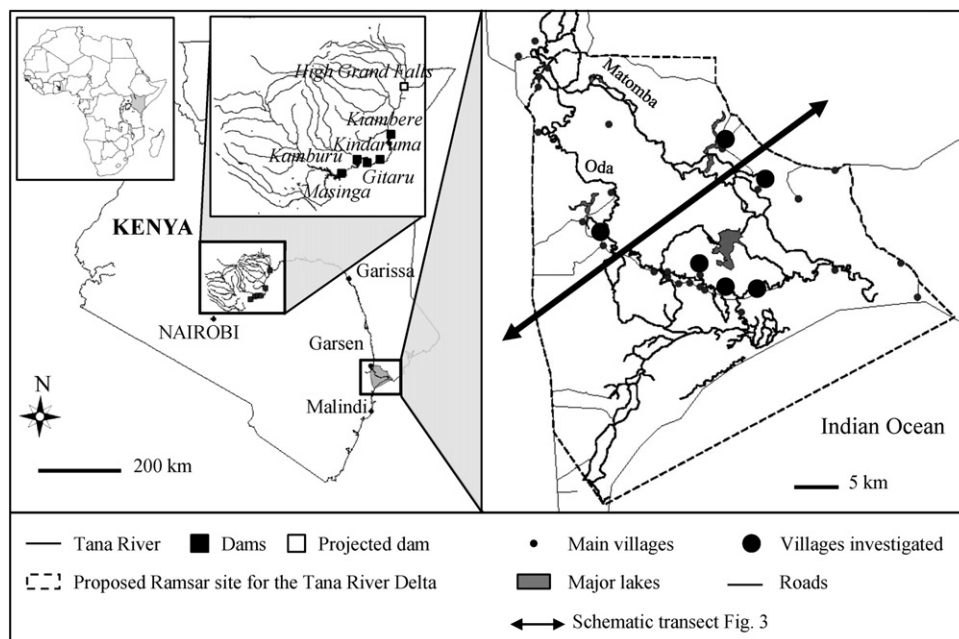 High Grand Falls
Kiambere
Kindaruma
Kamburu
Gitaru
Masinga
KENYA
Garissa
NAIROBI
Garsen
Malindi
N
200 km
Matomba
Oda
Indian Ocean
5 km
Tana River
Dams
Projected dam
Main villages
Villages investigated
Proposed Ramsar site for the Tana River Delta
Major lakes
Roads
Schematic transect Fig. 3